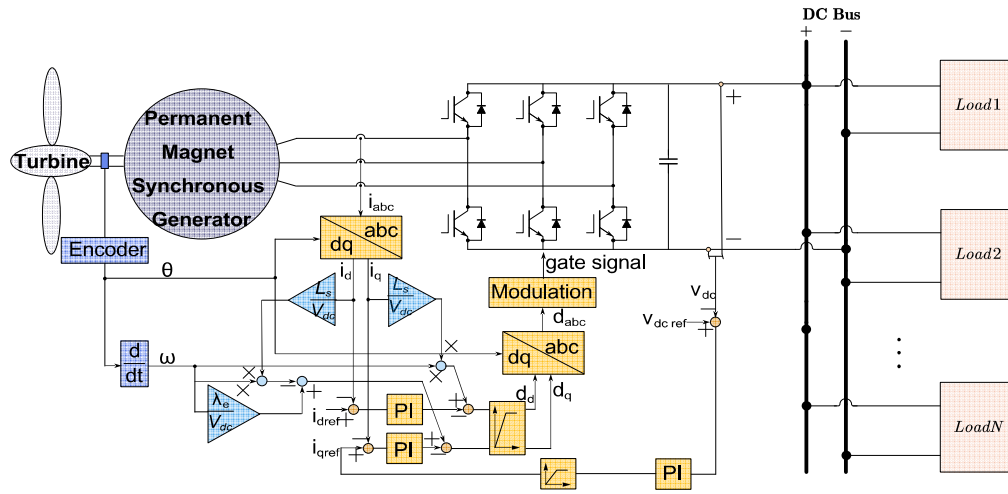 DC Bus
+ −
Permanent
Magnet
Synchronous
Generator
Turbine
Encoder
θ
i_abc
abc
dq
i_d i_q
L_s
V_dc
L_s
V_dc
+
−
gate signal
Modulation
d_abc
abc
dq
d_d d_q
v_dc
−
v_dc ref
+
d
dt
ω
×
×
×
×
− +
λ_e
V_dc
i_dref
+ −
PI
+ −
i_qref
+ −
PI
+ −
PI
Load1
Load2
LoadN